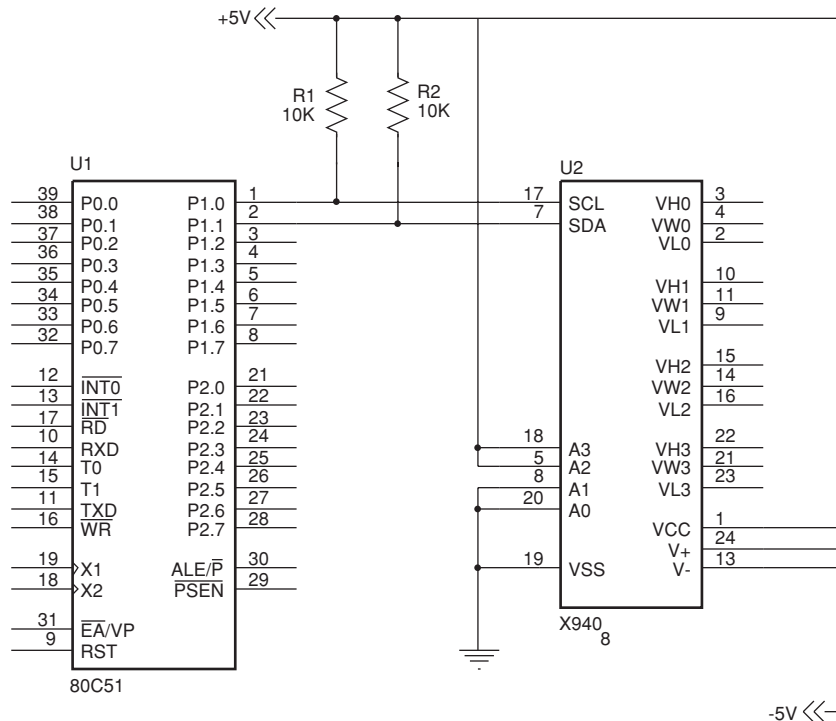 +5V
R1
10K
R2
10K
U1
39 P0.0 P1.0 1
38 P0.1 P1.1 2
37 P0.2 P1.2 3
36 P0.3 P1.3 4
35 P0.4 P1.4 5
34 P0.5 P1.5 6
33 P0.6 P1.6 7
32 P0.7 P1.7 8
12 INT0 P2.0 21
13 INT1 P2.1 22
17 RD P2.2 23
10 RXD P2.3 24
14 T0 P2.4 25
15 T1 P2.5 26
11 TXD P2.6 27
16 WR P2.7 28
19 X1 ALE/P 30
18 X2 PSEN 29
31 EA/VP
9 RST
80C51
U2
17 SCL VH0 3
7 SDA VW0 4
VL0 2
VH1 10
VW1 11
VL1 9
VH2 15
VW2 14
VL2 16
18 A3 VH3 22
5 A2 VW3 21
8 A1 VL3 23
20 A0
VCC 1
V+ 24
19 VSS V- 13
X940
8
-5V